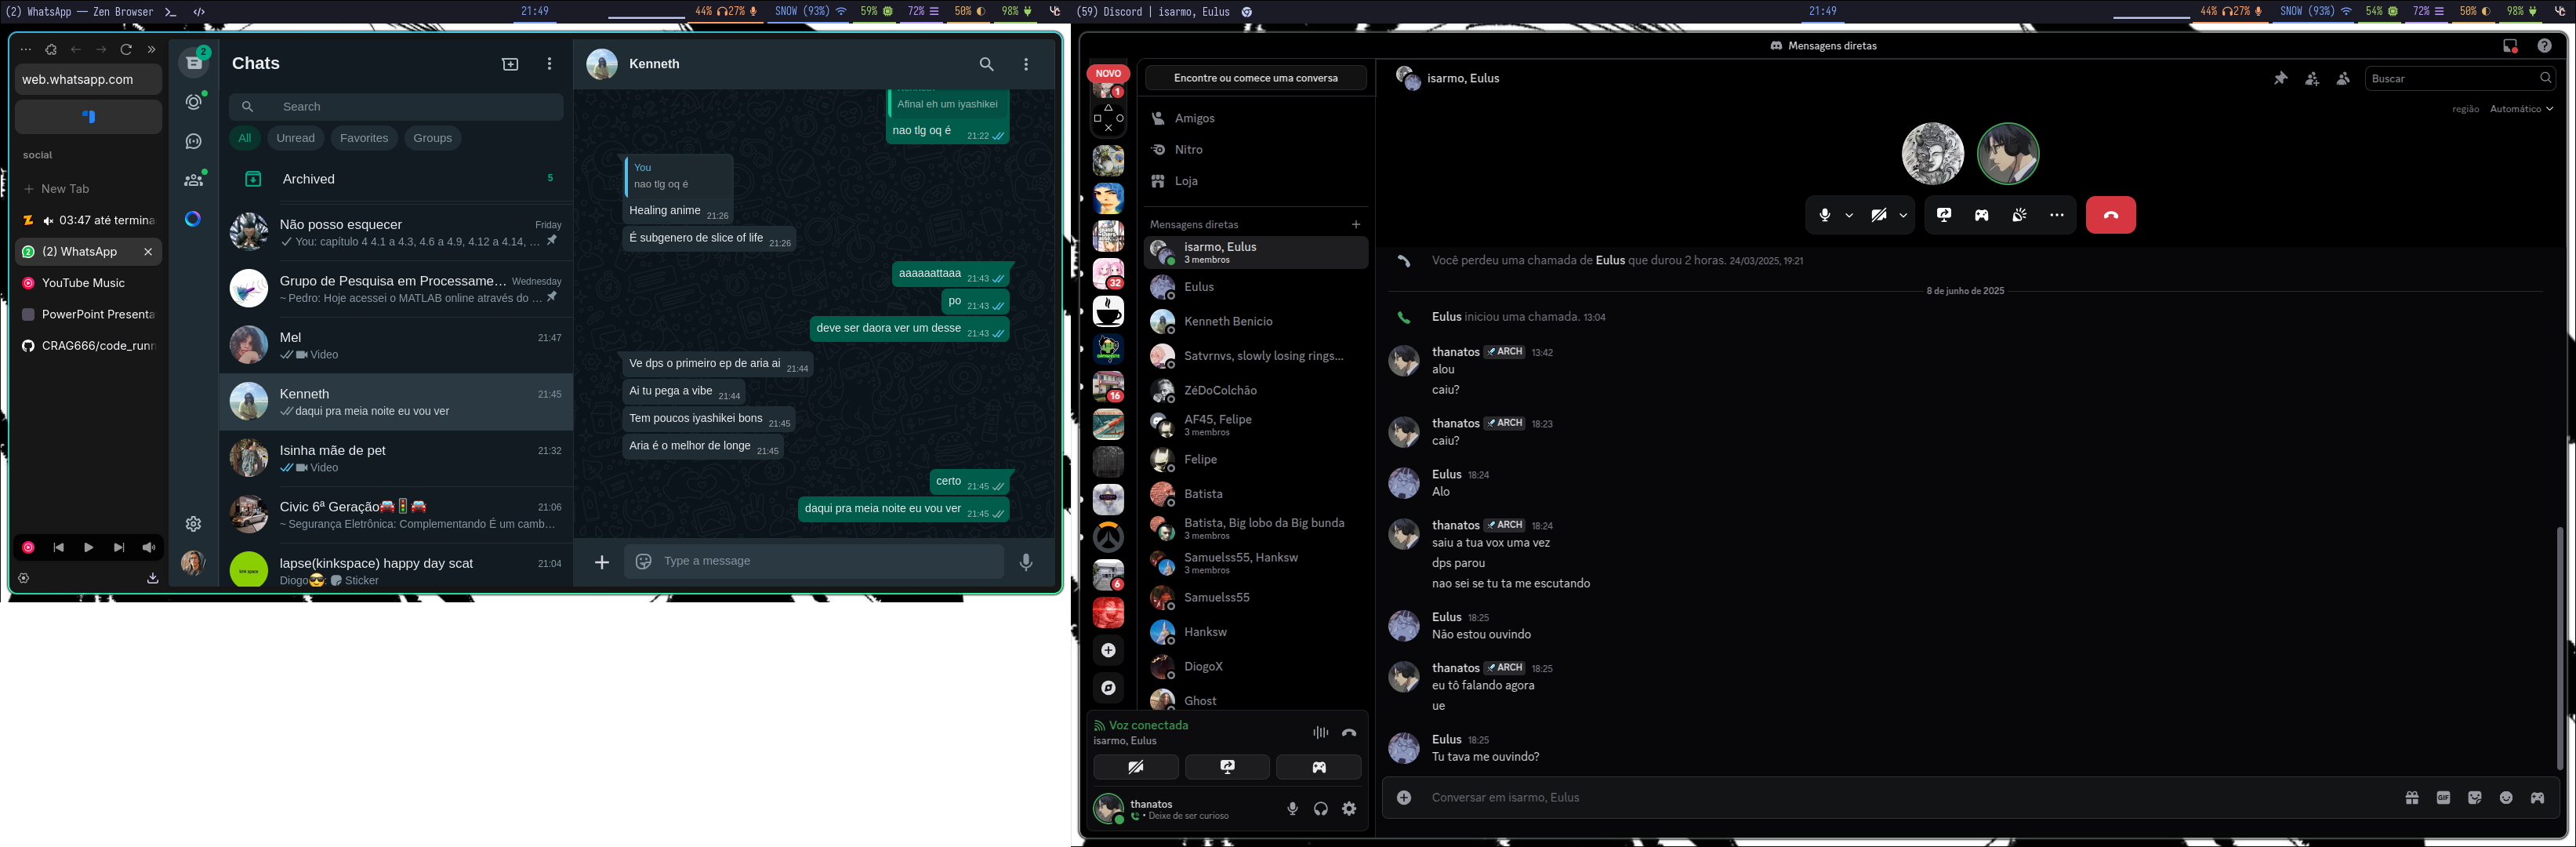 (2) WhatsApp — Zen Browser
21:49
44% 27%
SNOW (93%)
59%
72%
50%
98%
(59) Discord | isarmo, Eulus
21:49
44% 27%
SNOW (93%)
54%
72%
50%
98%
web.whatsapp.com
social
New Tab
03:47 até termina
(2) WhatsApp
YouTube Music
PowerPoint Presenta
CRAG666/code_runn
2
Chats
Search
All
Unread
Favorites
Groups
Archived
5
Não posso esquecer
Friday
You: capítulo 4 4.1 a 4.3, 4.6 a 4.9, 4.12 a 4.14, ...
Grupo de Pesquisa em Processame...
Wednesday
~ Pedro: Hoje acessei o MATLAB online através do ...
Mel
21:47
Video
Kenneth
21:45
daqui pra meia noite eu vou ver
Isinha mãe de pet
21:32
Video
Civic 6ª Geração🚘🚦🚘
21:06
~ Segurança Eletrônica: Complementando É um camb...
lapse(kinkspace) happy day scat
21:04
Diogo😎: Sticker
Kenneth
Afinal eh um iyashikei
nao tlg oq é 21:22
You
nao tlg oq é
Healing anime 21:26
É subgenero de slice of life 21:26
aaaaaattaaa 21:43
po 21:43
deve ser daora ver um desse 21:43
Ve dps o primeiro ep de aria ai 21:44
Ai tu pega a vibe 21:44
Tem poucos iyashikei bons 21:45
Aria é o melhor de longe 21:45
certo 21:45
daqui pra meia noite eu vou ver 21:45
Type a message
Mensagens diretas
NOVO
1
32
16
6
Encontre ou comece uma conversa
Amigos
Nitro
Loja
Mensagens diretas
isarmo, Eulus
3 membros
Eulus
Kenneth Benicio
Satvrnvs, slowly losing rings...
ZéDoColchão
AF45, Felipe
3 membros
Felipe
Batista
Batista, Big lobo da Big bunda
3 membros
Samuelss55, Hanksw
3 membros
Samuelss55
Hanksw
DiogoX
Ghost
Voz conectada
isarmo, Eulus
thanatos
• Deixe de ser curioso
isarmo, Eulus
Buscar
região Automático
Você perdeu uma chamada de Eulus que durou 2 horas. 24/03/2025, 19:21
8 de junho de 2025
Eulus iniciou uma chamada. 13:04
thanatos ARCH 13:42
alou
caiu?
thanatos ARCH 18:23
caiu?
Eulus 18:24
Alo
thanatos ARCH 18:24
saiu a tua vox uma vez
dps parou
nao sei se tu ta me escutando
Eulus 18:25
Não estou ouvindo
thanatos ARCH 18:25
eu tô falando agora
ue
Eulus 18:25
Tu tava me ouvindo?
Conversar em isarmo, Eulus
GIF